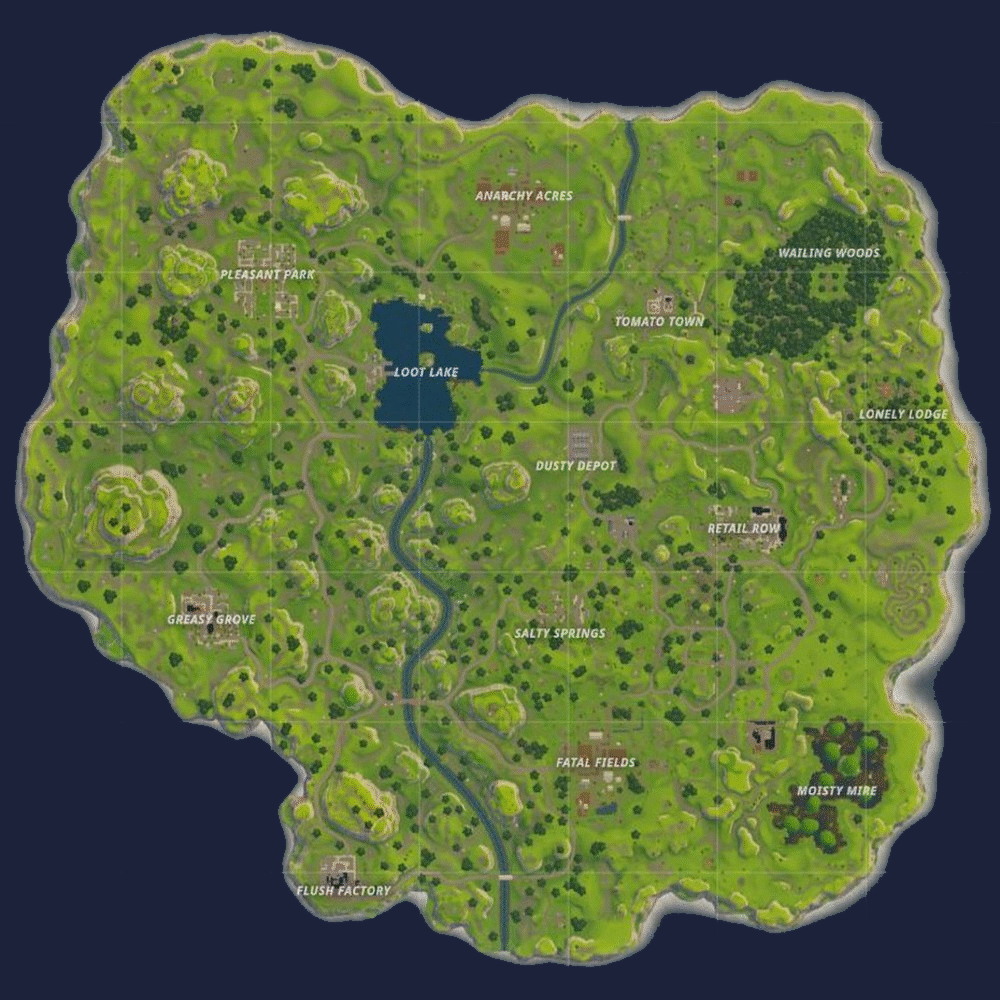 ANARCHY ACRES
WAILING WOODS
PLEASANT PARK
TOMATO TOWN
LOOT LAKE
LONELY LODGE
DUSTY DEPOT
RETAIL ROW
GREASY GROVE
SALTY SPRINGS
FATAL FIELDS
MOISTY MIRE
FLUSH FACTORY